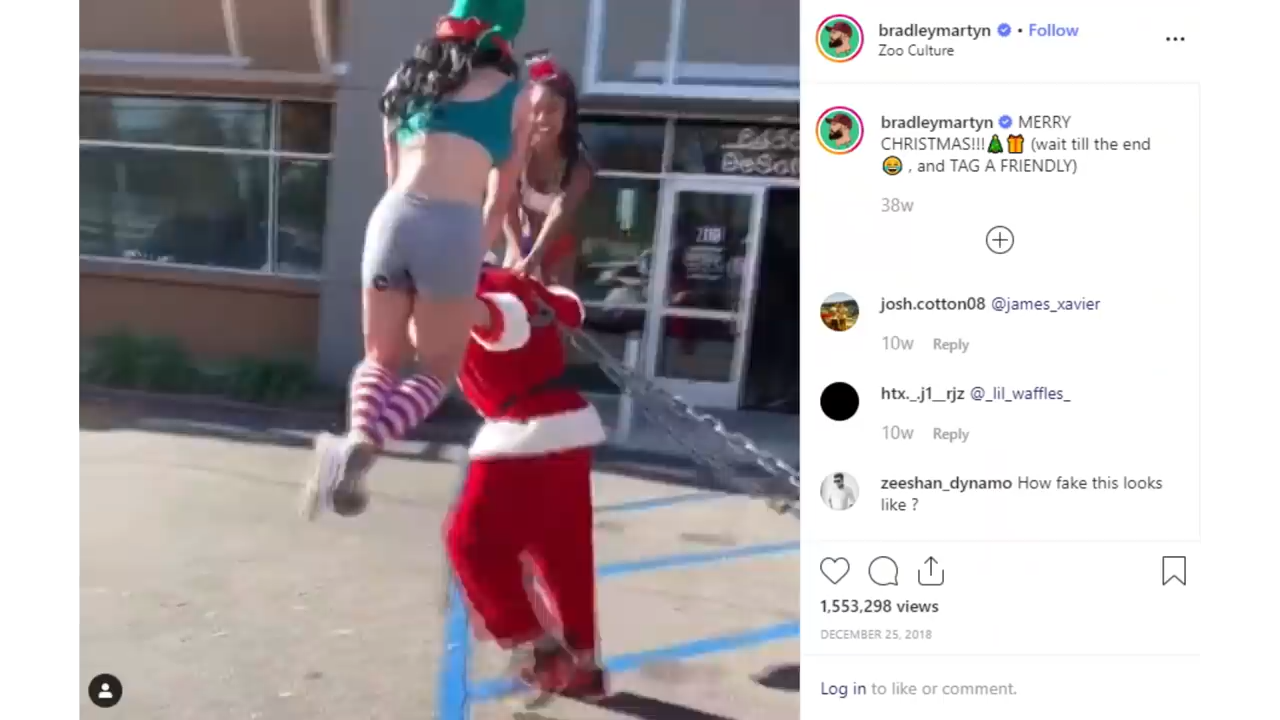 bradleymartyn • Follow
Zoo Culture
bradleymartyn MERRY
CHRISTMAS!!!🎄🎁 (wait till the end
😂 , and TAG A FRIENDLY)
38w
josh.cotton08 @james_xavier
10w Reply
htx._.j1__rjz @_lil_waffles_
10w Reply
zeeshan_dynamo How fake this looks
like ?
1,553,298 views
DECEMBER 25, 2018
Log in to like or comment.